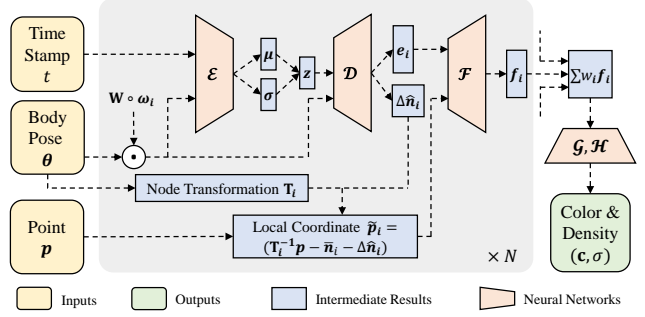 Time
Stamp
t
Body
Pose
θ
Point
p
W ∘ ω_i
ℰ
μ
σ
z
𝒟
e_i
Δn̂_i
ℱ
f_i
∑w_i f_i
Node Transformation T_i
Local Coordinate p̃_i =
(T_i^{-1}p − n̄_i − Δn̂_i)
× N
𝒢, ℋ
Color &
Density
(c, σ)
Inputs
Outputs
Intermediate Results
Neural Networks